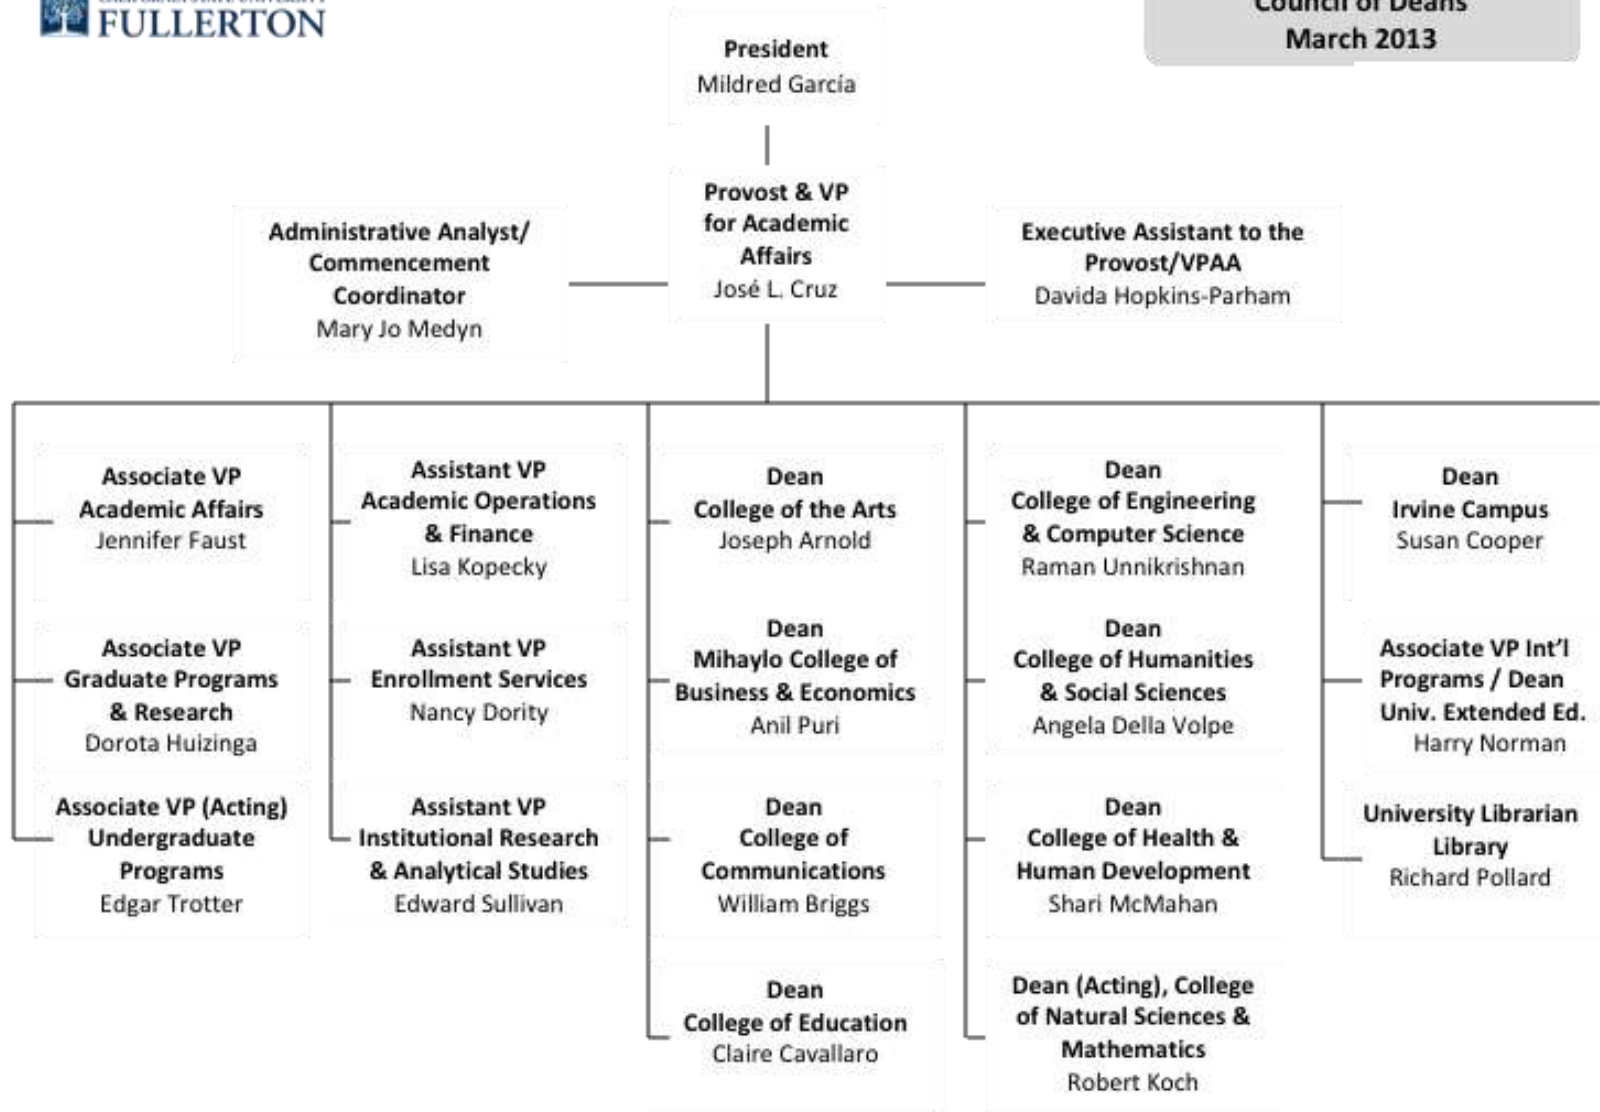 CALIFORNIA STATE UNIVERSITY
FULLERTON
Council of Deans
March 2013
President
Mildred García
Provost & VP
for Academic
Affairs
José L. Cruz
Administrative Analyst/
Commencement
Coordinator
Mary Jo Medyn
Executive Assistant to the
Provost/VPAA
Davida Hopkins-Parham
Associate VP
Academic Affairs
Jennifer Faust
Associate VP
Graduate Programs
& Research
Dorota Huizinga
Associate VP (Acting)
Undergraduate
Programs
Edgar Trotter
Assistant VP
Academic Operations
& Finance
Lisa Kopecky
Assistant VP
Enrollment Services
Nancy Dority
Assistant VP
Institutional Research
& Analytical Studies
Edward Sullivan
Dean
College of the Arts
Joseph Arnold
Dean
Mihaylo College of
Business & Economics
Anil Puri
Dean
College of
Communications
William Briggs
Dean
College of Education
Claire Cavallaro
Dean
College of Engineering
& Computer Science
Raman Unnikrishnan
Dean
College of Humanities
& Social Sciences
Angela Della Volpe
Dean
College of Health &
Human Development
Shari McMahan
Dean (Acting), College
of Natural Sciences &
Mathematics
Robert Koch
Dean
Irvine Campus
Susan Cooper
Associate VP Int’l
Programs / Dean
Univ. Extended Ed.
Harry Norman
University Librarian
Library
Richard Pollard